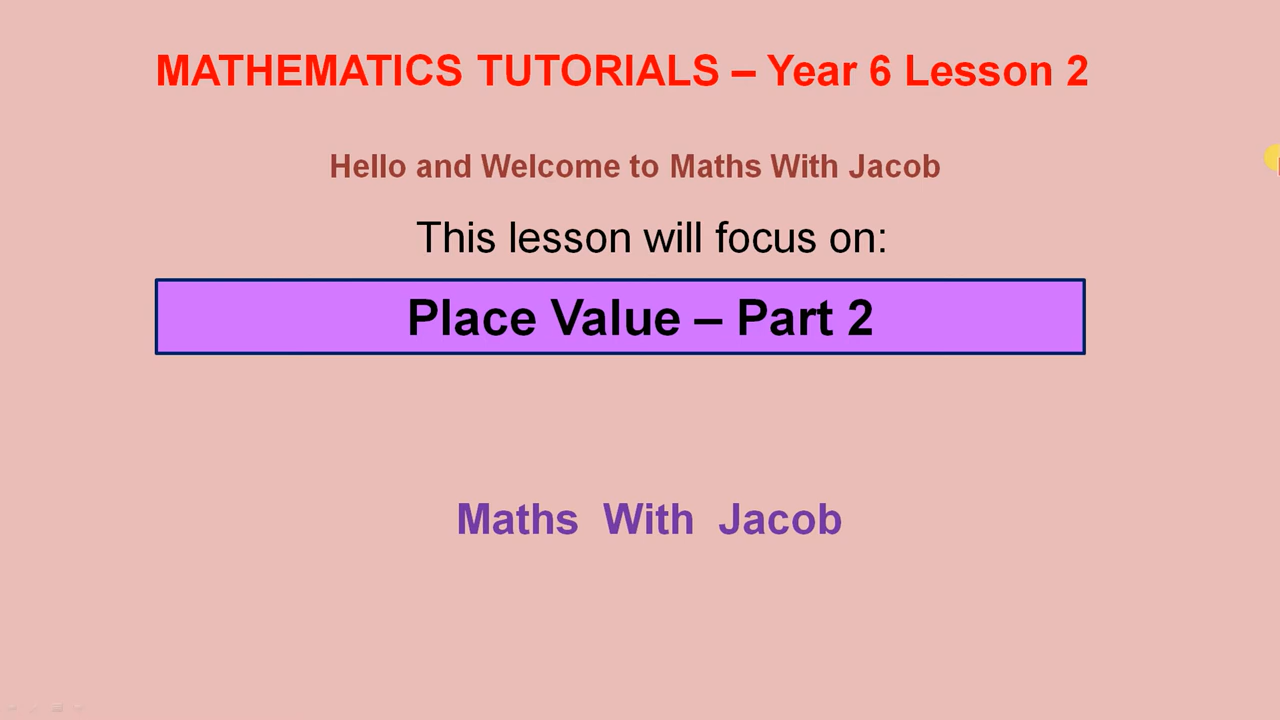 MATHEMATICS TUTORIALS – Year 6 Lesson 2
Hello and Welcome to Maths With Jacob
This lesson will focus on:
Place Value – Part 2
Maths With Jacob